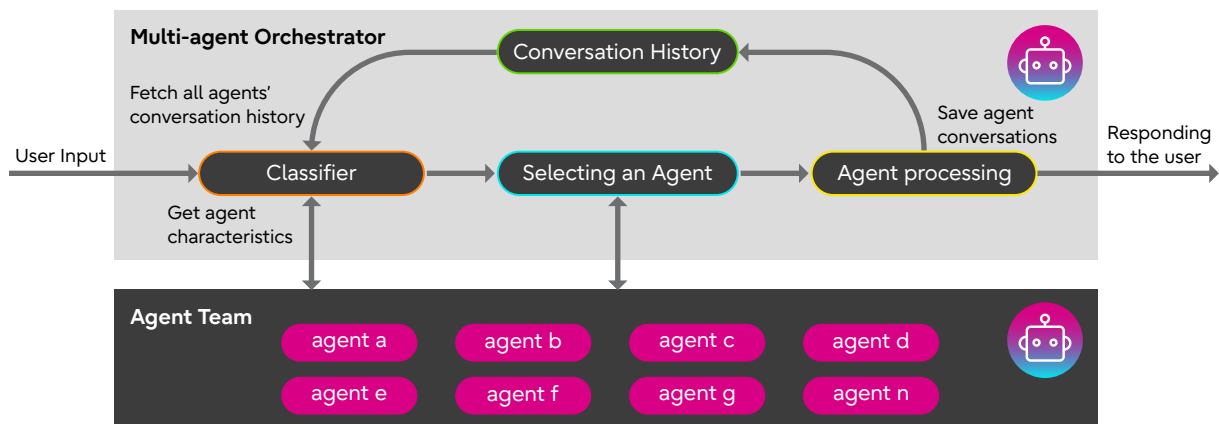 Multi-agent Orchestrator
Conversation History
Fetch all agents’
conversation history
Save agent
conversations
Responding
to the user
User Input
Classifier
Selecting an Agent
Agent processing
Get agent
characteristics
Agent Team
agent a
agent b
agent c
agent d
agent e
agent f
agent g
agent n